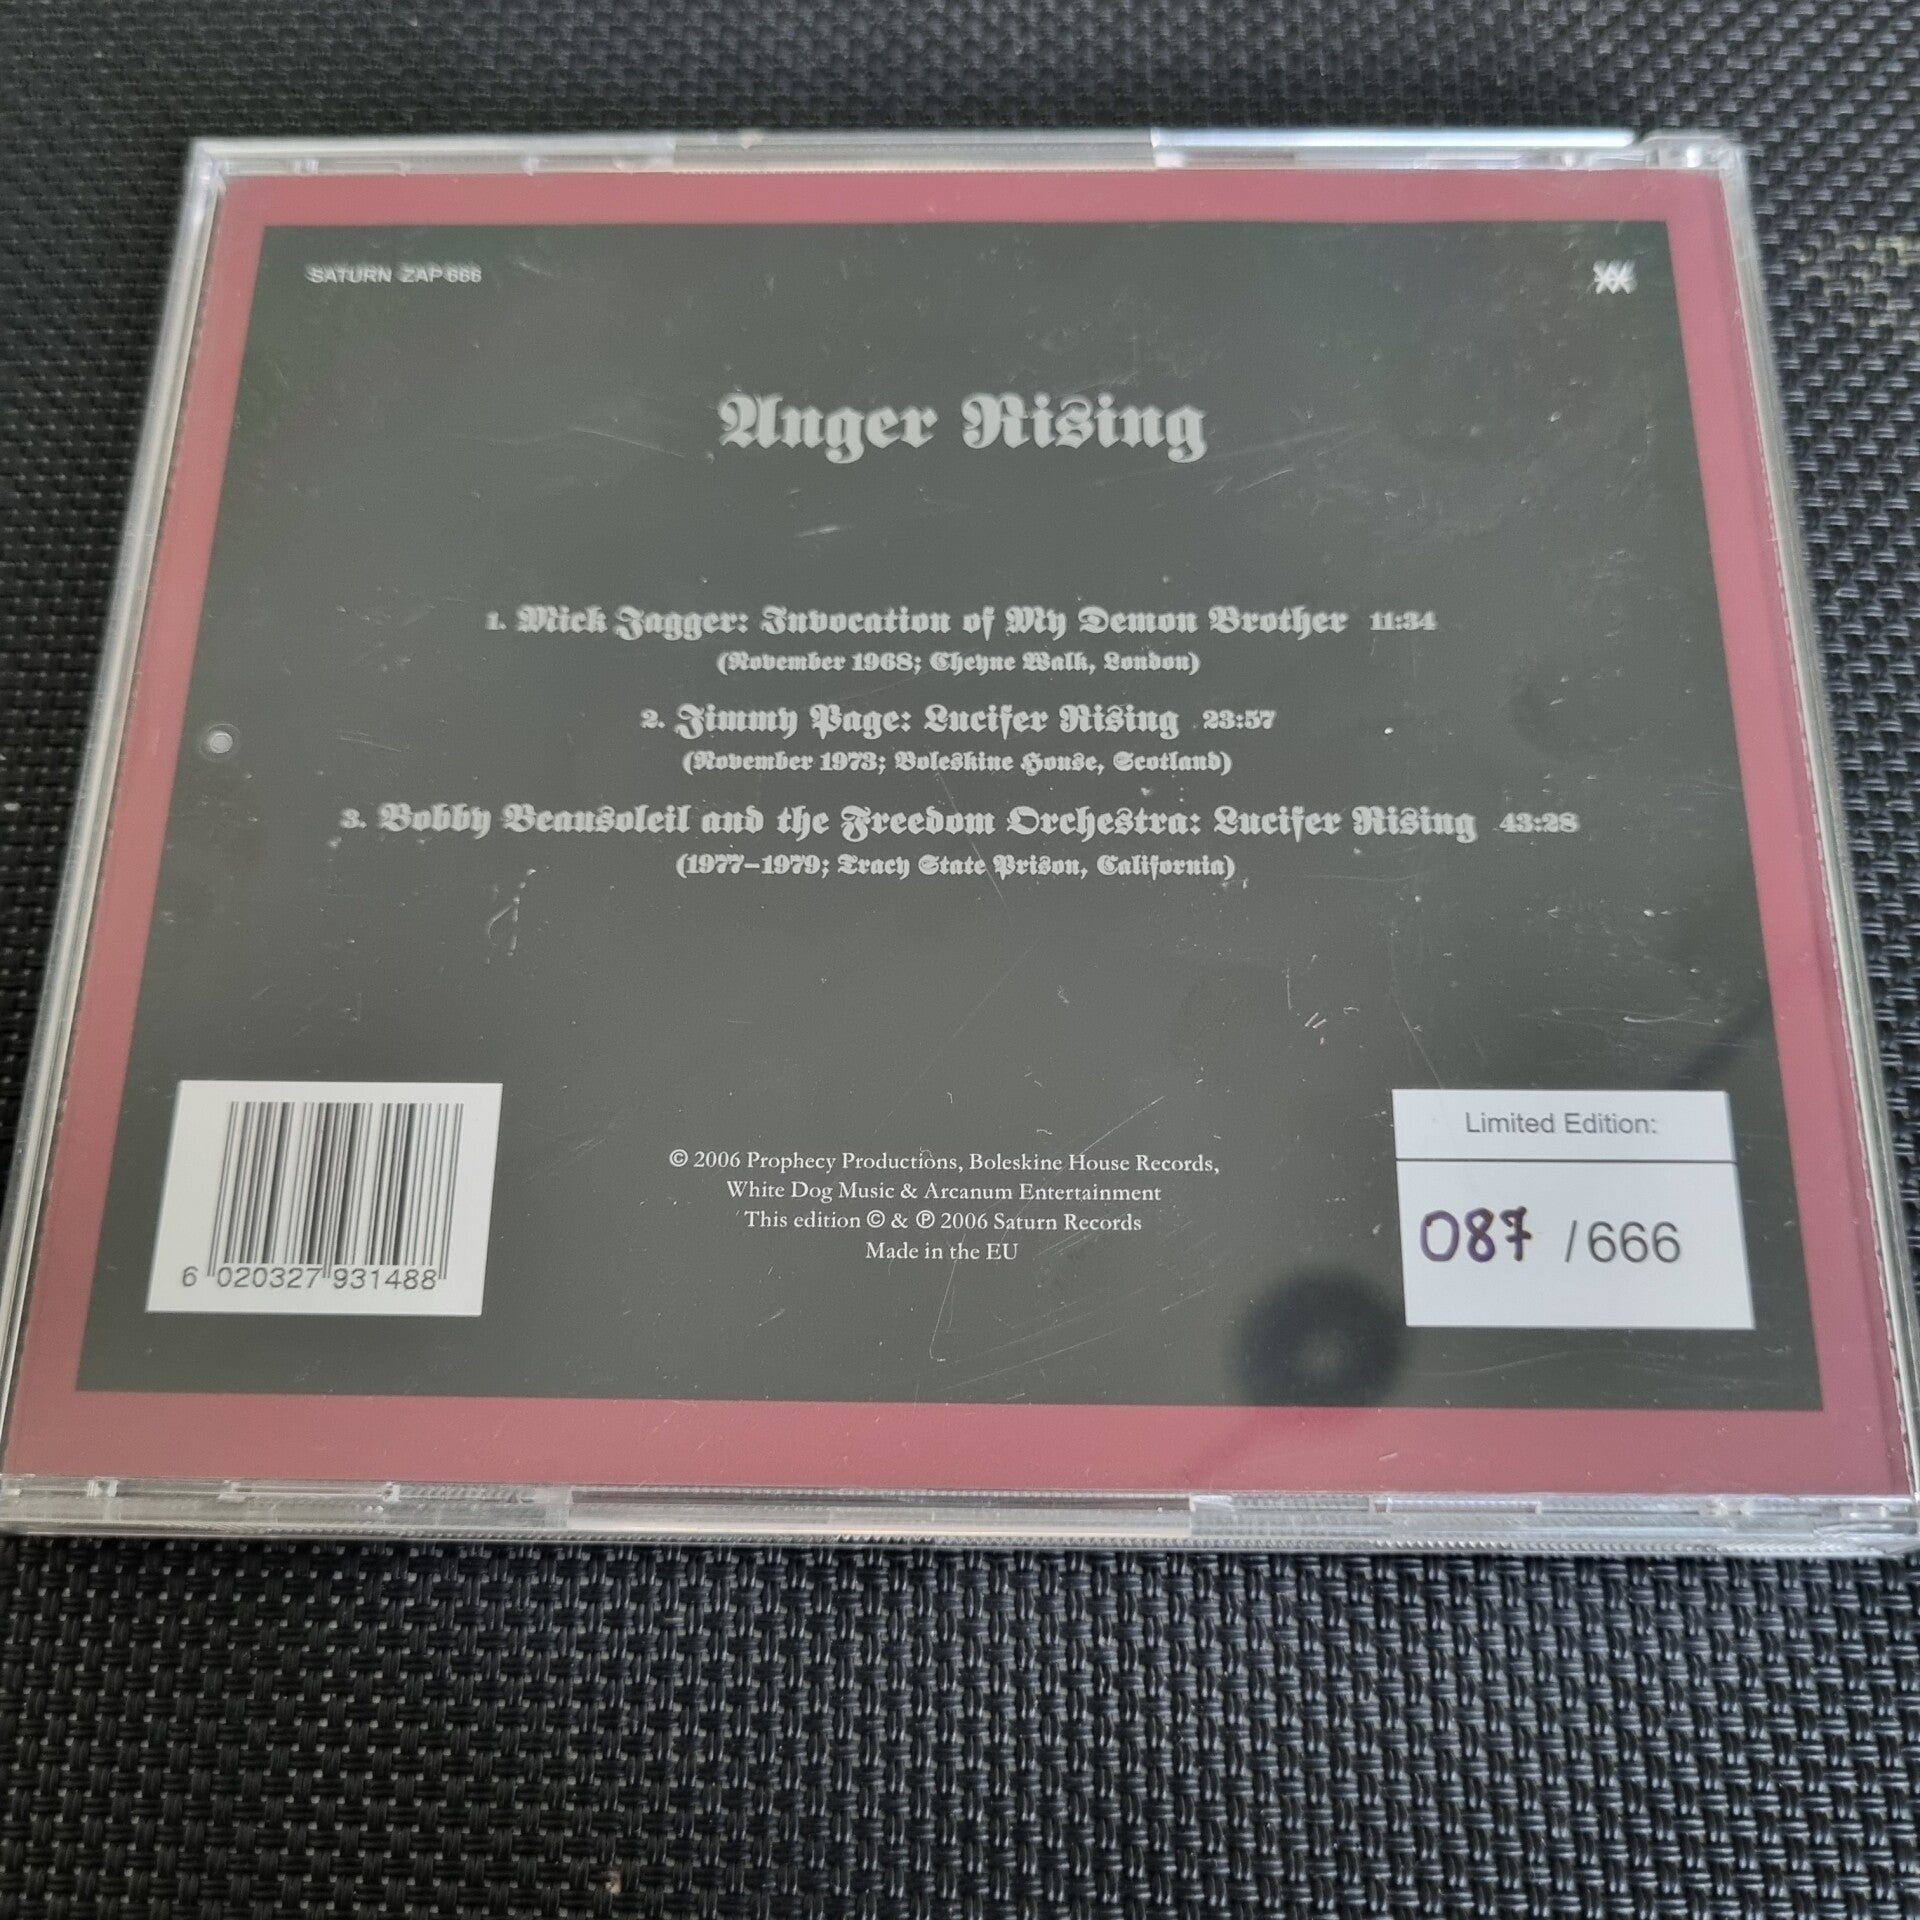 SATURN ZAP 666
Anger Rising
1. Mick Jagger: Invocation of My Demon Brother 11:34
(November 1968; Cheyne Walk, London)
2. Jimmy Page: Lucifer Rising 23:57
(November 1973; Boleskine House, Scotland)
3. Bobby Beausoleil and the Freedom Orchestra: Lucifer Rising 43:28
(1977–1979; Tracy State Prison, California)
6 020327 931488
© 2006 Prophecy Productions, Boleskine House Records,
White Dog Music & Arcanum Entertainment
This edition © & ℗ 2006 Saturn Records
Made in the EU
Limited Edition:
087 /666